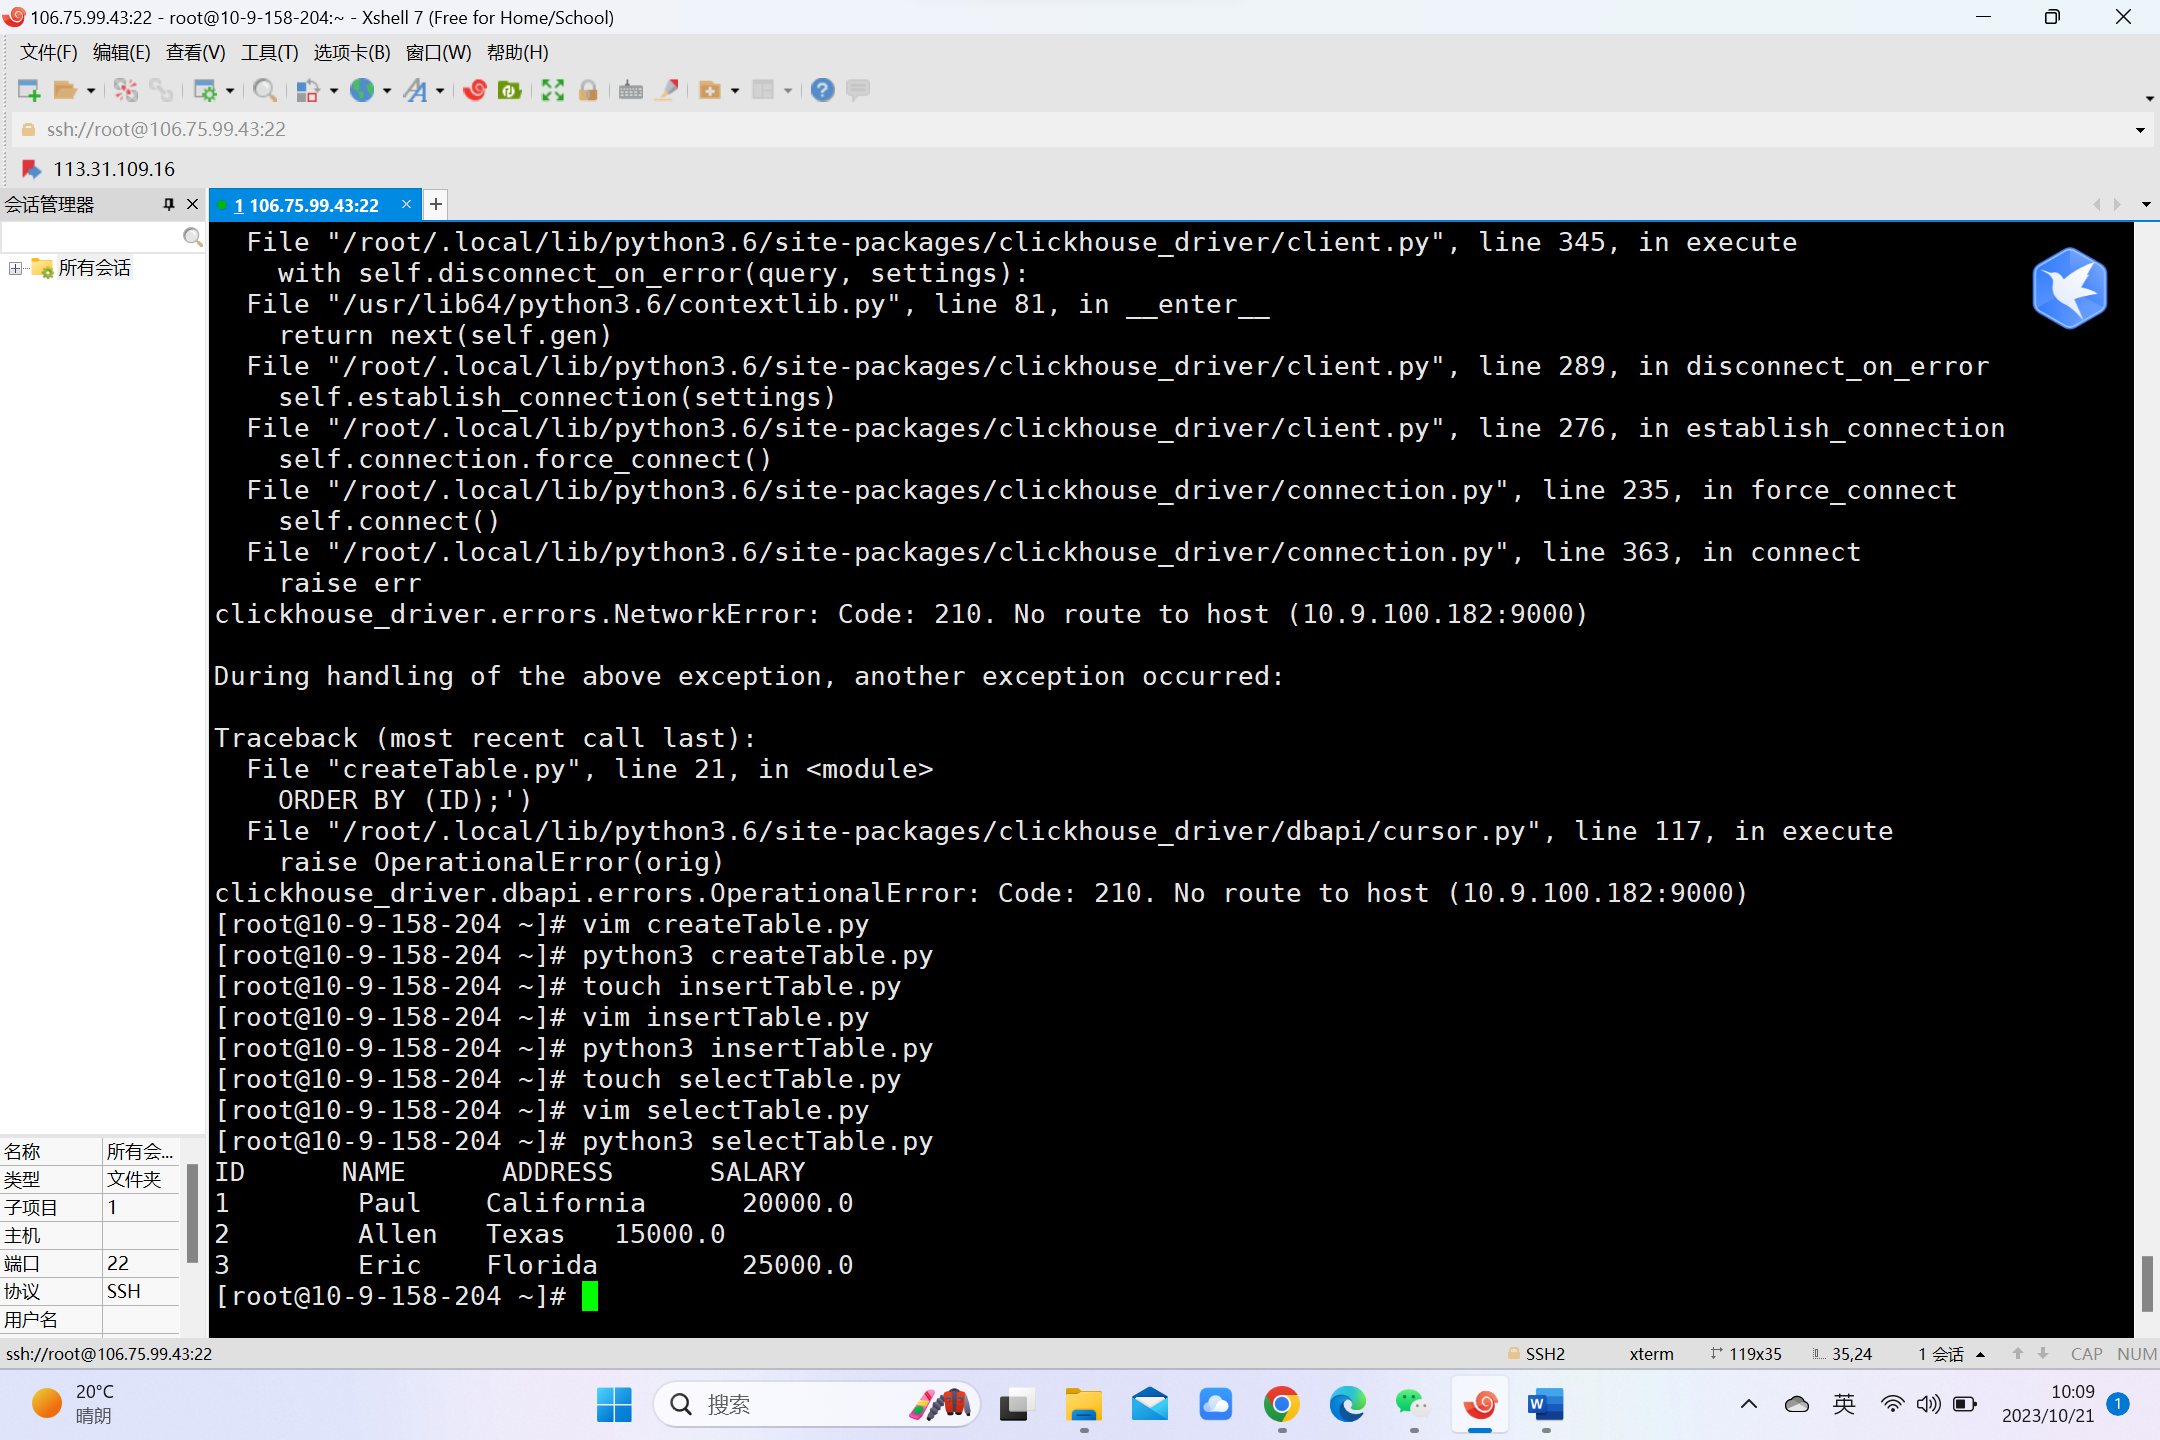 106.75.99.43:22 - root@10-9-158-204:~ - Xshell 7 (Free for Home/School)
文件(F) 编辑(E) 查看(V) 工具(T) 选项卡(B) 窗口(W) 帮助(H)
ssh://root@106.75.99.43:22
113.31.109.16
会话管理器
1 106.75.99.43:22
所有会话
File "/root/.local/lib/python3.6/site-packages/clickhouse_driver/client.py", line 345, in execute
with self.disconnect_on_error(query, settings):
File "/usr/lib64/python3.6/contextlib.py", line 81, in __enter__
return next(self.gen)
File "/root/.local/lib/python3.6/site-packages/clickhouse_driver/client.py", line 289, in disconnect_on_error
self.establish_connection(settings)
File "/root/.local/lib/python3.6/site-packages/clickhouse_driver/client.py", line 276, in establish_connection
self.connection.force_connect()
File "/root/.local/lib/python3.6/site-packages/clickhouse_driver/connection.py", line 235, in force_connect
self.connect()
File "/root/.local/lib/python3.6/site-packages/clickhouse_driver/connection.py", line 363, in connect
raise err
clickhouse_driver.errors.NetworkError: Code: 210. No route to host (10.9.100.182:9000)
During handling of the above exception, another exception occurred:
Traceback (most recent call last):
File "createTable.py", line 21, in <module>
ORDER BY (ID);')
File "/root/.local/lib/python3.6/site-packages/clickhouse_driver/dbapi/cursor.py", line 117, in execute
raise OperationalError(orig)
clickhouse_driver.dbapi.errors.OperationalError: Code: 210. No route to host (10.9.100.182:9000)
[root@10-9-158-204 ~]# vim createTable.py
[root@10-9-158-204 ~]# python3 createTable.py
[root@10-9-158-204 ~]# touch insertTable.py
[root@10-9-158-204 ~]# vim insertTable.py
[root@10-9-158-204 ~]# python3 insertTable.py
[root@10-9-158-204 ~]# touch selectTable.py
[root@10-9-158-204 ~]# vim selectTable.py
[root@10-9-158-204 ~]# python3 selectTable.py
ID NAME ADDRESS SALARY
1 Paul California 20000.0
2 Allen Texas 15000.0
3 Eric Florida 25000.0
[root@10-9-158-204 ~]#
名称 所有会...
类型 文件夹
子项目 1
主机
端口 22
协议 SSH
用户名
ssh://root@106.75.99.43:22 SSH2 xterm 119x35 35,24 1 会话 CAP NUM
20°C
晴朗
搜索
英
10:09
2023/10/21
1